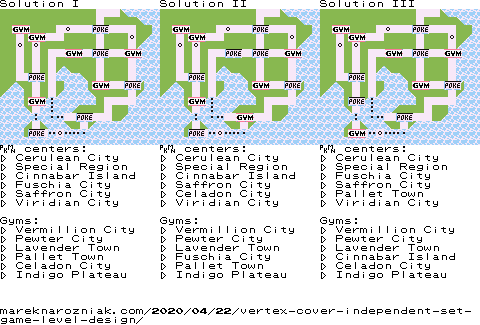 Solution I
GYM POKE
GYM
GYM POKE GYM
POKE
GYM POKE
GYM
POKE
POKE
PKMN centers:
Cerulean City
Special Region
Cinnabar Island
Fuschia City
Saffron City
Viridian City
Gyms:
Vermillion City
Pewter City
Lavender Town
Pallet Town
Celadon City
Indigo Plateau
Solution II
GYM POKE
GYM
POKE POKE GYM
POKE
GYM POKE
GYM
GYM
POKE
PKMN centers:
Cerulean City
Special Region
Cinnabar Island
Saffron City
Celadon City
Viridian City
Gyms:
Vermillion City
Pewter City
Lavender Town
Fuschia City
Pallet Town
Indigo Plateau
Solution III
GYM POKE
GYM
GYM POKE GYM
POKE
GYM POKE
POKE
POKE
GYM
PKMN centers:
Cerulean City
Special Region
Fuschia City
Saffron City
Pallet Town
Viridian City
Gyms:
Vermillion City
Pewter City
Lavender Town
Cinnabar Island
Celadon City
Indigo Plateau
mareknarozniak.com/2020/04/22/vertex-cover-independent-set-
game-level-design/